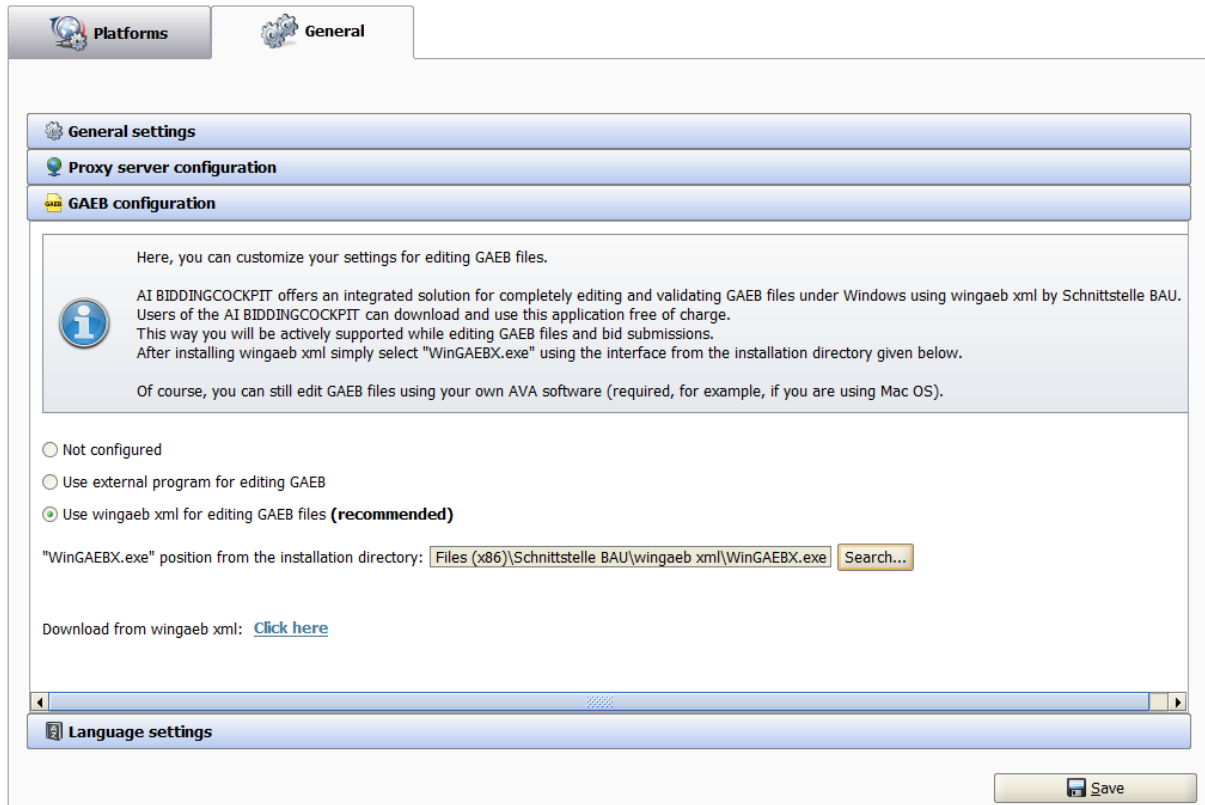 Platforms
General
General settings
Proxy server configuration
GAEB
GAEB configuration
Here, you can customize your settings for editing GAEB files.
AI BIDDINGCOCKPIT offers an integrated solution for completely editing and validating GAEB files under Windows using wingaeb xml by Schnittstelle BAU.
Users of the AI BIDDINGCOCKPIT can download and use this application free of charge.
This way you will be actively supported while editing GAEB files and bid submissions.
After installing wingaeb xml simply select "WinGAEBX.exe" using the interface from the installation directory given below.
Of course, you can still edit GAEB files using your own AVA software (required, for example, if you are using Mac OS).
Not configured
Use external program for editing GAEB
Use wingaeb xml for editing GAEB files (recommended)
"WinGAEBX.exe" position from the installation directory: Files (x86)\Schnittstelle BAU\wingaeb xml\WinGAEBX.exe Search...
Download from wingaeb xml: Click here
Language settings
Save